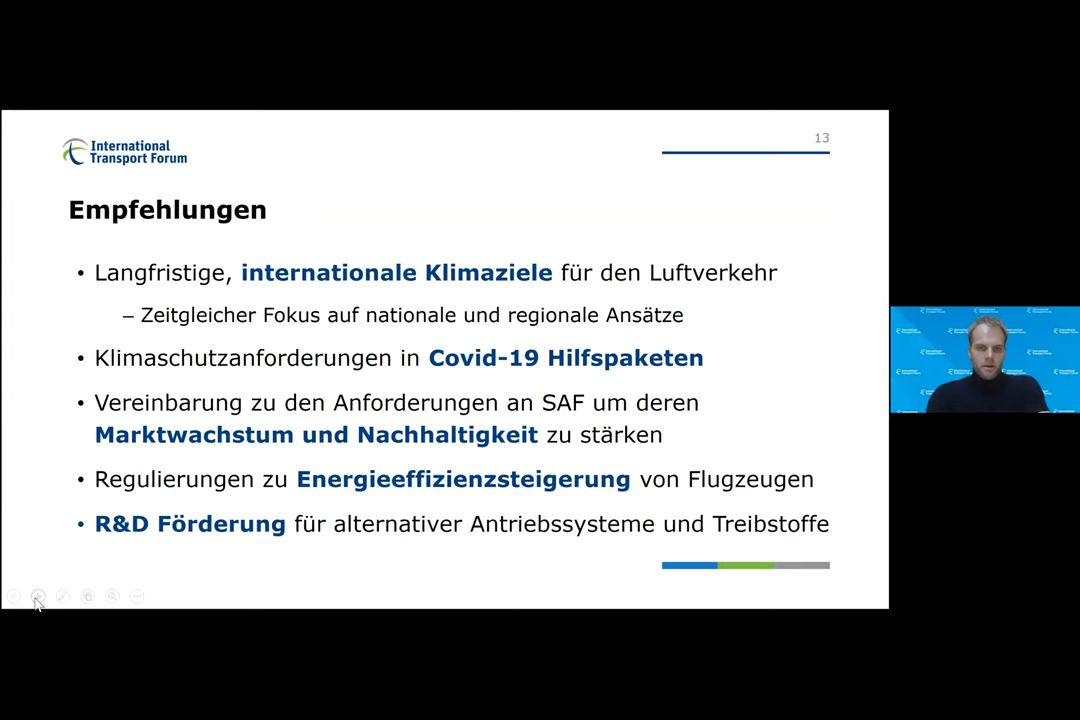 International
Transport Forum
13
Empfehlungen
• Langfristige, internationale Klimaziele für den Luftverkehr
– Zeitgleicher Fokus auf nationale und regionale Ansätze
• Klimaschutzanforderungen in Covid-19 Hilfspaketen
• Vereinbarung zu den Anforderungen an SAF um deren
Marktwachstum und Nachhaltigkeit zu stärken
• Regulierungen zu Energieeffizienzsteigerung von Flugzeugen
• R&D Förderung für alternativer Antriebssysteme und Treibstoffe